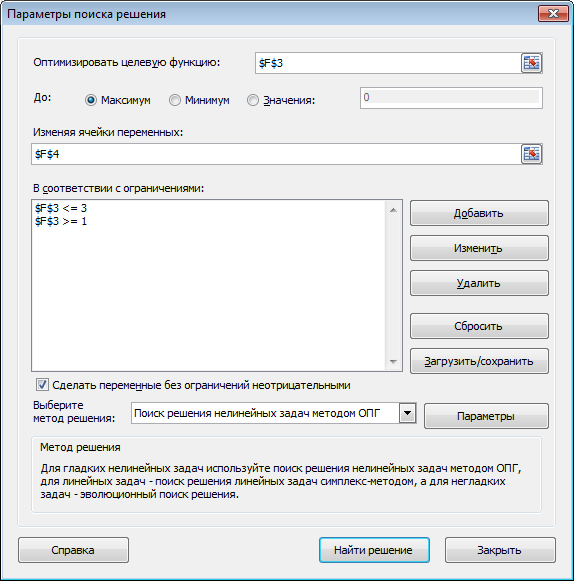 Параметры поиска решения
Оптимизировать целевую функцию: $F$3
До: Максимум Минимум Значения: 0
Изменяя ячейки переменных:
$F$4
В соответствии с ограничениями:
$F$3 <= 3
$F$3 >= 1
Добавить
Изменить
Удалить
Сбросить
Загрузить/сохранить
Сделать переменные без ограничений неотрицательными
Выберите
метод решения:
Поиск решения нелинейных задач методом ОПГ
Параметры
Метод решения
Для гладких нелинейных задач используйте поиск решения нелинейных задач методом ОПГ,
для линейных задач - поиск решения линейных задач симплекс-методом, а для негладких
задач - эволюционный поиск решения.
Справка
Найти решение
Закрыть